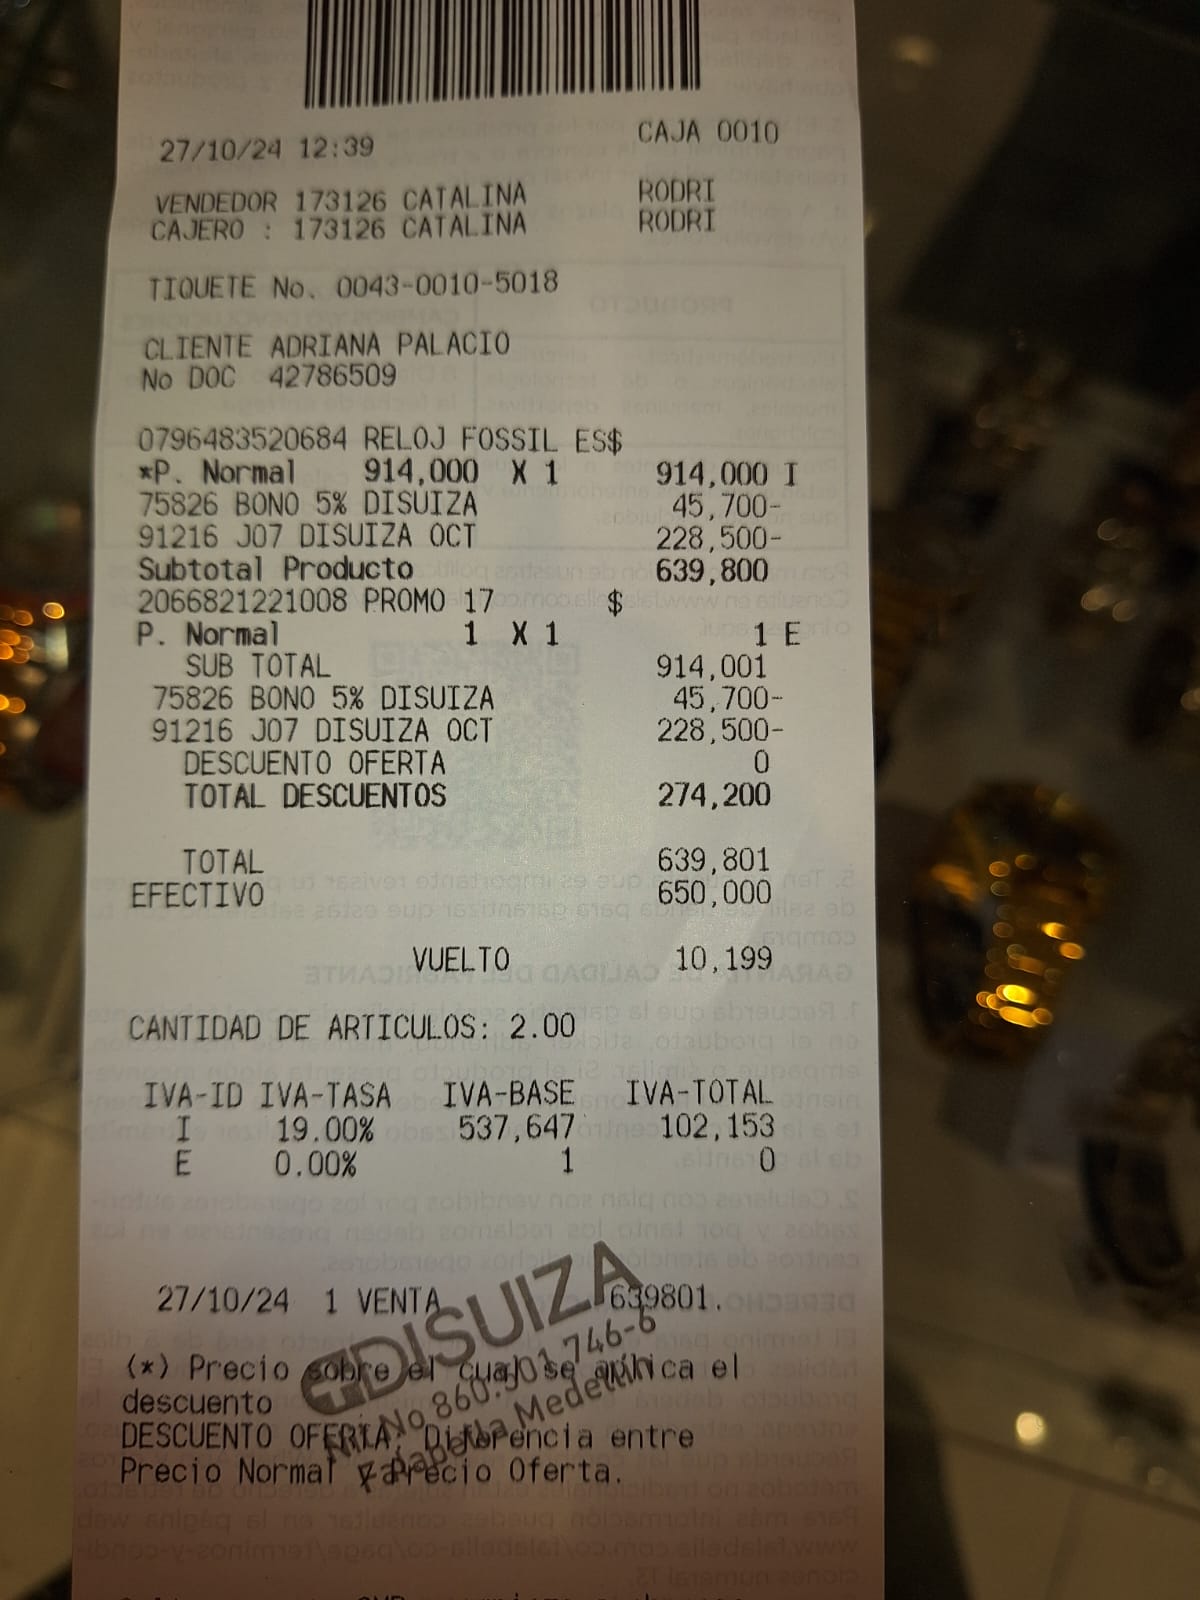 27/10/24 12:39 CAJA 0010
VENDEDOR 173126 CATALINA RODRI
CAJERO : 173126 CATALINA RODRI
TIQUETE No. 0043-0010-5018
CLIENTE ADRIANA PALACIO
No DOC 42786509
0796483520684 RELOJ FOSSIL ES$
*P. Normal 914,000 X 1 914,000 I
75826 BONO 5% DISUIZA 45,700-
91216 J07 DISUIZA OCT 228,500-
Subtotal Producto 639,800
2066821221008 PROMO 17 $
P. Normal 1 X 1 1 E
SUB TOTAL 914,001
75826 BONO 5% DISUIZA 45,700-
91216 J07 DISUIZA OCT 228,500-
DESCUENTO OFERTA 0
TOTAL DESCUENTOS 274,200
TOTAL 639,801
EFECTIVO 650,000
VUELTO 10,199
CANTIDAD DE ARTICULOS: 2.00
IVA-ID IVA-TASA IVA-BASE IVA-TOTAL
I 19.00% 537,647 102,153
E 0.00% 1 0
27/10/24 1 VENTA 639801.
DISUIZA
Nit. No 860.501.746-6
Medellín
(*) Precio sobre el cual se aplica el
descuento
DESCUENTO OFERTA: Diferencia entre
Precio Normal y Precio Oferta.